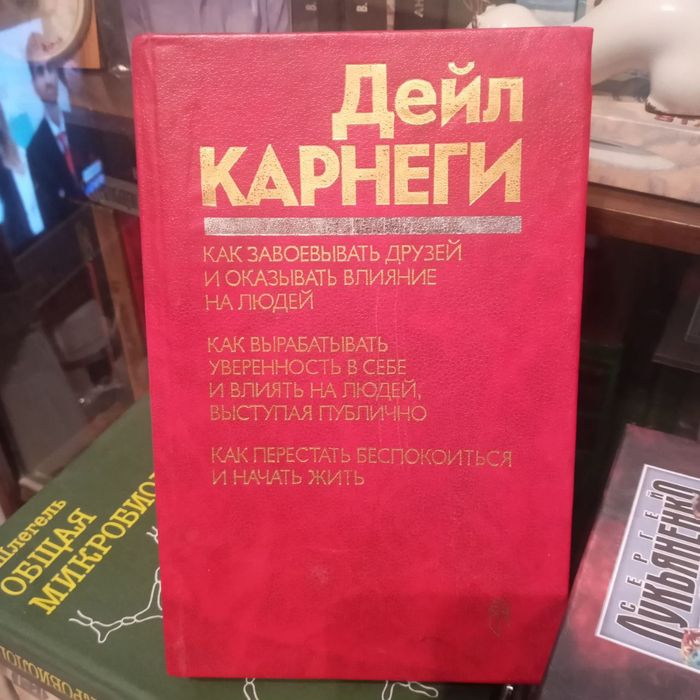 Дейл
КАРНЕГИ
КАК ЗАВОЕВЫВАТЬ ДРУЗЕЙ
И ОКАЗЫВАТЬ ВЛИЯНИЕ
НА ЛЮДЕЙ
КАК ВЫРАБАТЫВАТЬ
УВЕРЕННОСТЬ В СЕБЕ
И ВЛИЯТЬ НА ЛЮДЕЙ,
ВЫСТУПАЯ ПУБЛИЧНО
КАК ПЕРЕСТАТЬ БЕСПОКОИТЬСЯ
И НАЧАТЬ ЖИТЬ
Шлегель
ОБЩАЯ
МИКРОБИО
СЕРГЕЙ
ЛУКЬЯНЕНКО